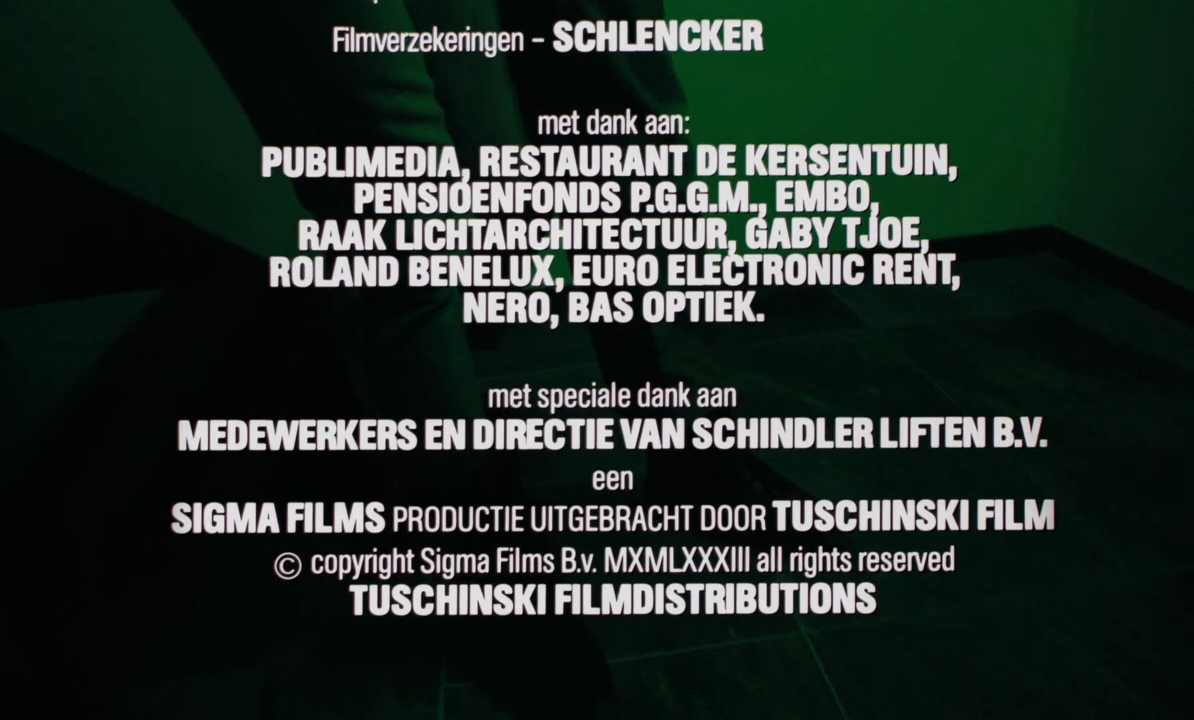 Filmverzekeringen - SCHLENCKER
met dank aan:
PUBLIMEDIA, RESTAURANT DE KERSENTUIN,
PENSIOENFONDS P.G.G.M., EMBO,
RAAK LICHTARCHITECTUUR, GABY TJOE,
ROLAND BENELUX, EURO ELECTRONIC RENT,
NERO, BAS OPTIEK.
met speciale dank aan
MEDEWERKERS EN DIRECTIE VAN SCHINDLER LIFTEN B.V.
een
SIGMA FILMS PRODUCTIE UITGEBRACHT DOOR TUSCHINSKI FILM
© copyright Sigma Films B.v. MXMLXXXIII all rights reserved
TUSCHINSKI FILMDISTRIBUTIONS